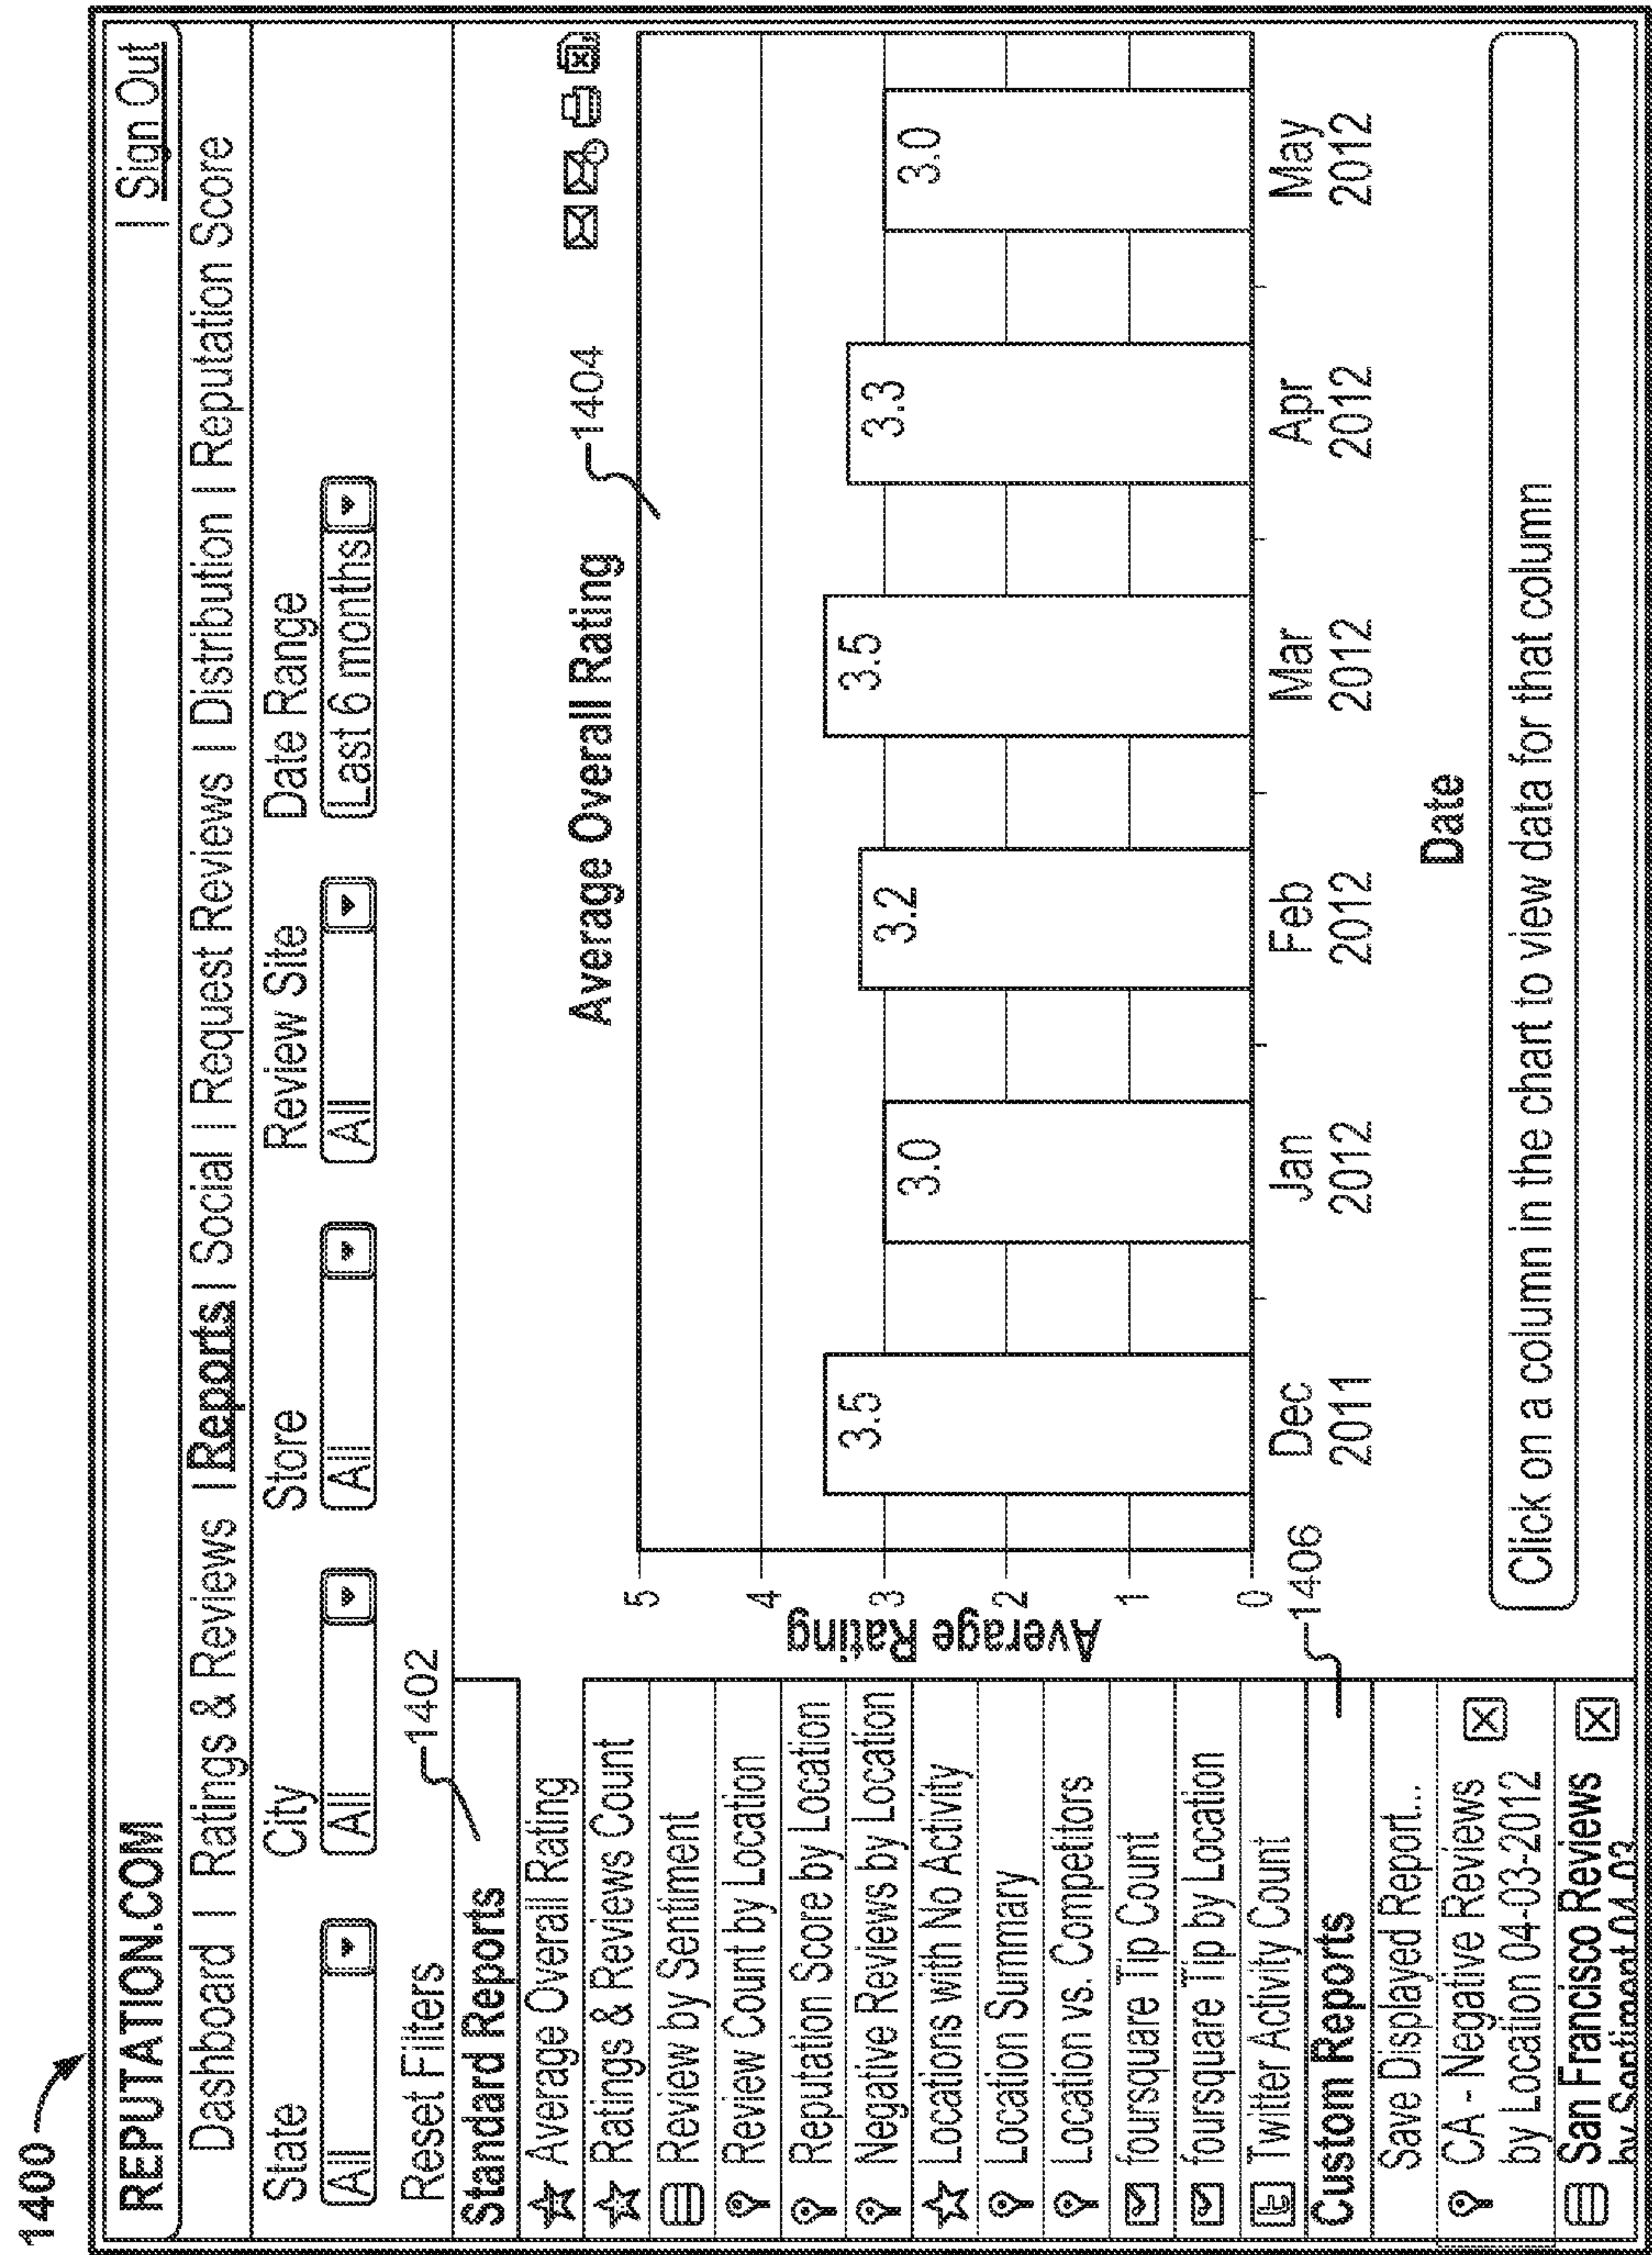 1400
REPUTATION.COM | Sign Out
Dashboard | Ratings & Reviews | Reports | Social | Request Reviews | Distribution | Reputation Score
State City Store Review Site Date Range
All All All All Last 6 months
Reset Filters
1402
Standard Reports
Average Overall Rating
Ratings & Reviews Count
Review by Sentiment
Review Count by Location
Reputation Score by Location
Negative Reviews by Location
Locations with No Activity
Location Summary
Location vs. Competitors
foursquare Tip Count
foursquare Tip by Location
Twitter Activity Count
Custom Reports
1406
Save Displayed Report...
CA - Negative Reviews
by Location 04-03-2012
San Francisco Reviews
by Sentiment 04-03
Average Overall Rating
1404
Average Rating
5
4
3
2
1
0
3.5 3.0 3.2 3.5 3.3 3.0
Dec Jan Feb Mar Apr May
2011 2012 2012 2012 2012 2012
Date
Click on a column in the chart to view data for that column